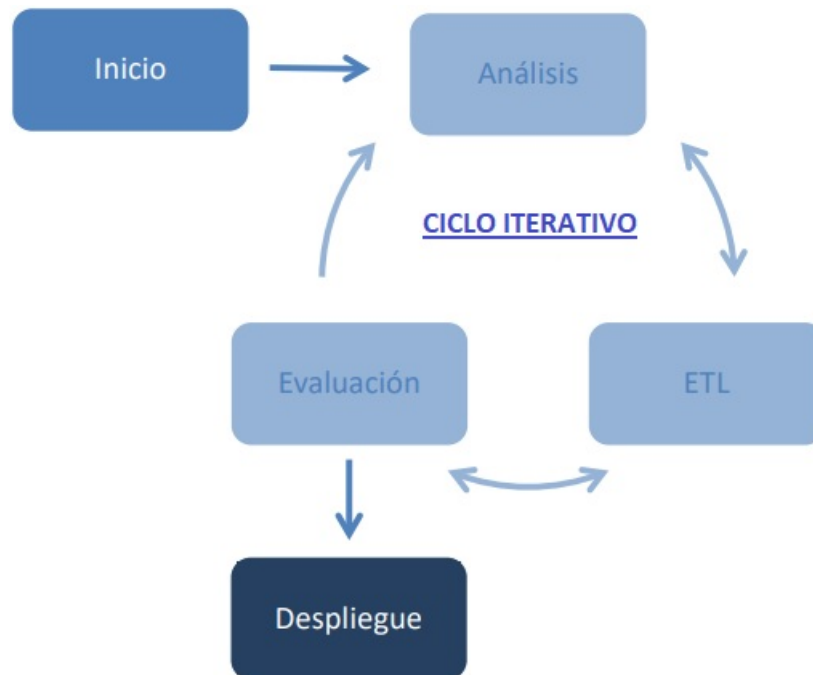 Inicio
Análisis
CICLO ITERATIVO
Evaluación
ETL
Despliegue